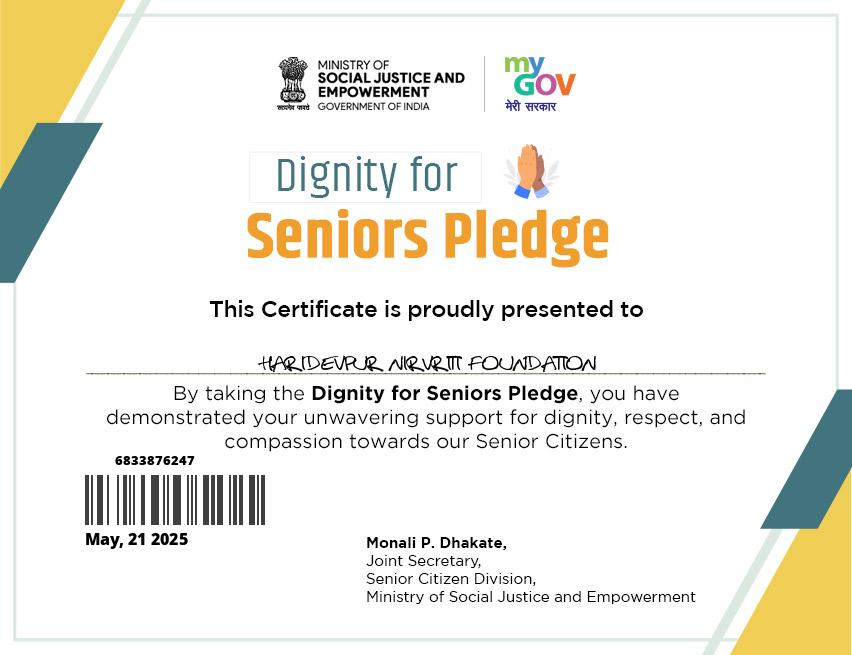 MINISTRY OF
SOCIAL JUSTICE AND
EMPOWERMENT
GOVERNMENT OF INDIA
सत्यमेव जयते
my
GOV
मेरी सरकार
Dignity for
Seniors Pledge
This Certificate is proudly presented to
HARIDEVPUR NIRVRITI FOUNDATION
By taking the Dignity for Seniors Pledge, you have
demonstrated your unwavering support for dignity, respect, and
compassion towards our Senior Citizens.
6833876247
May, 21 2025
Monali P. Dhakate,
Joint Secretary,
Senior Citizen Division,
Ministry of Social Justice and Empowerment